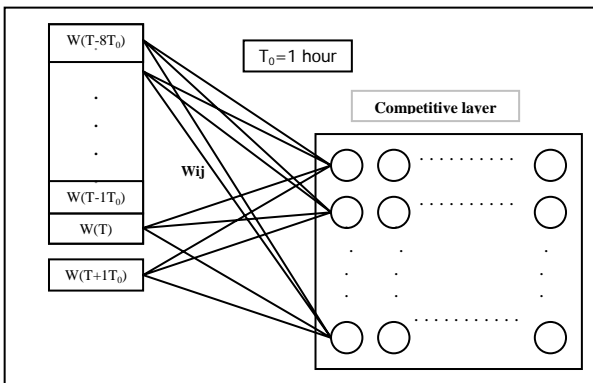 W(T-8T₀)
T₀=1 hour
Competitive layer
Wij
W(T-1T₀)
W(T)
W(T+1T₀)